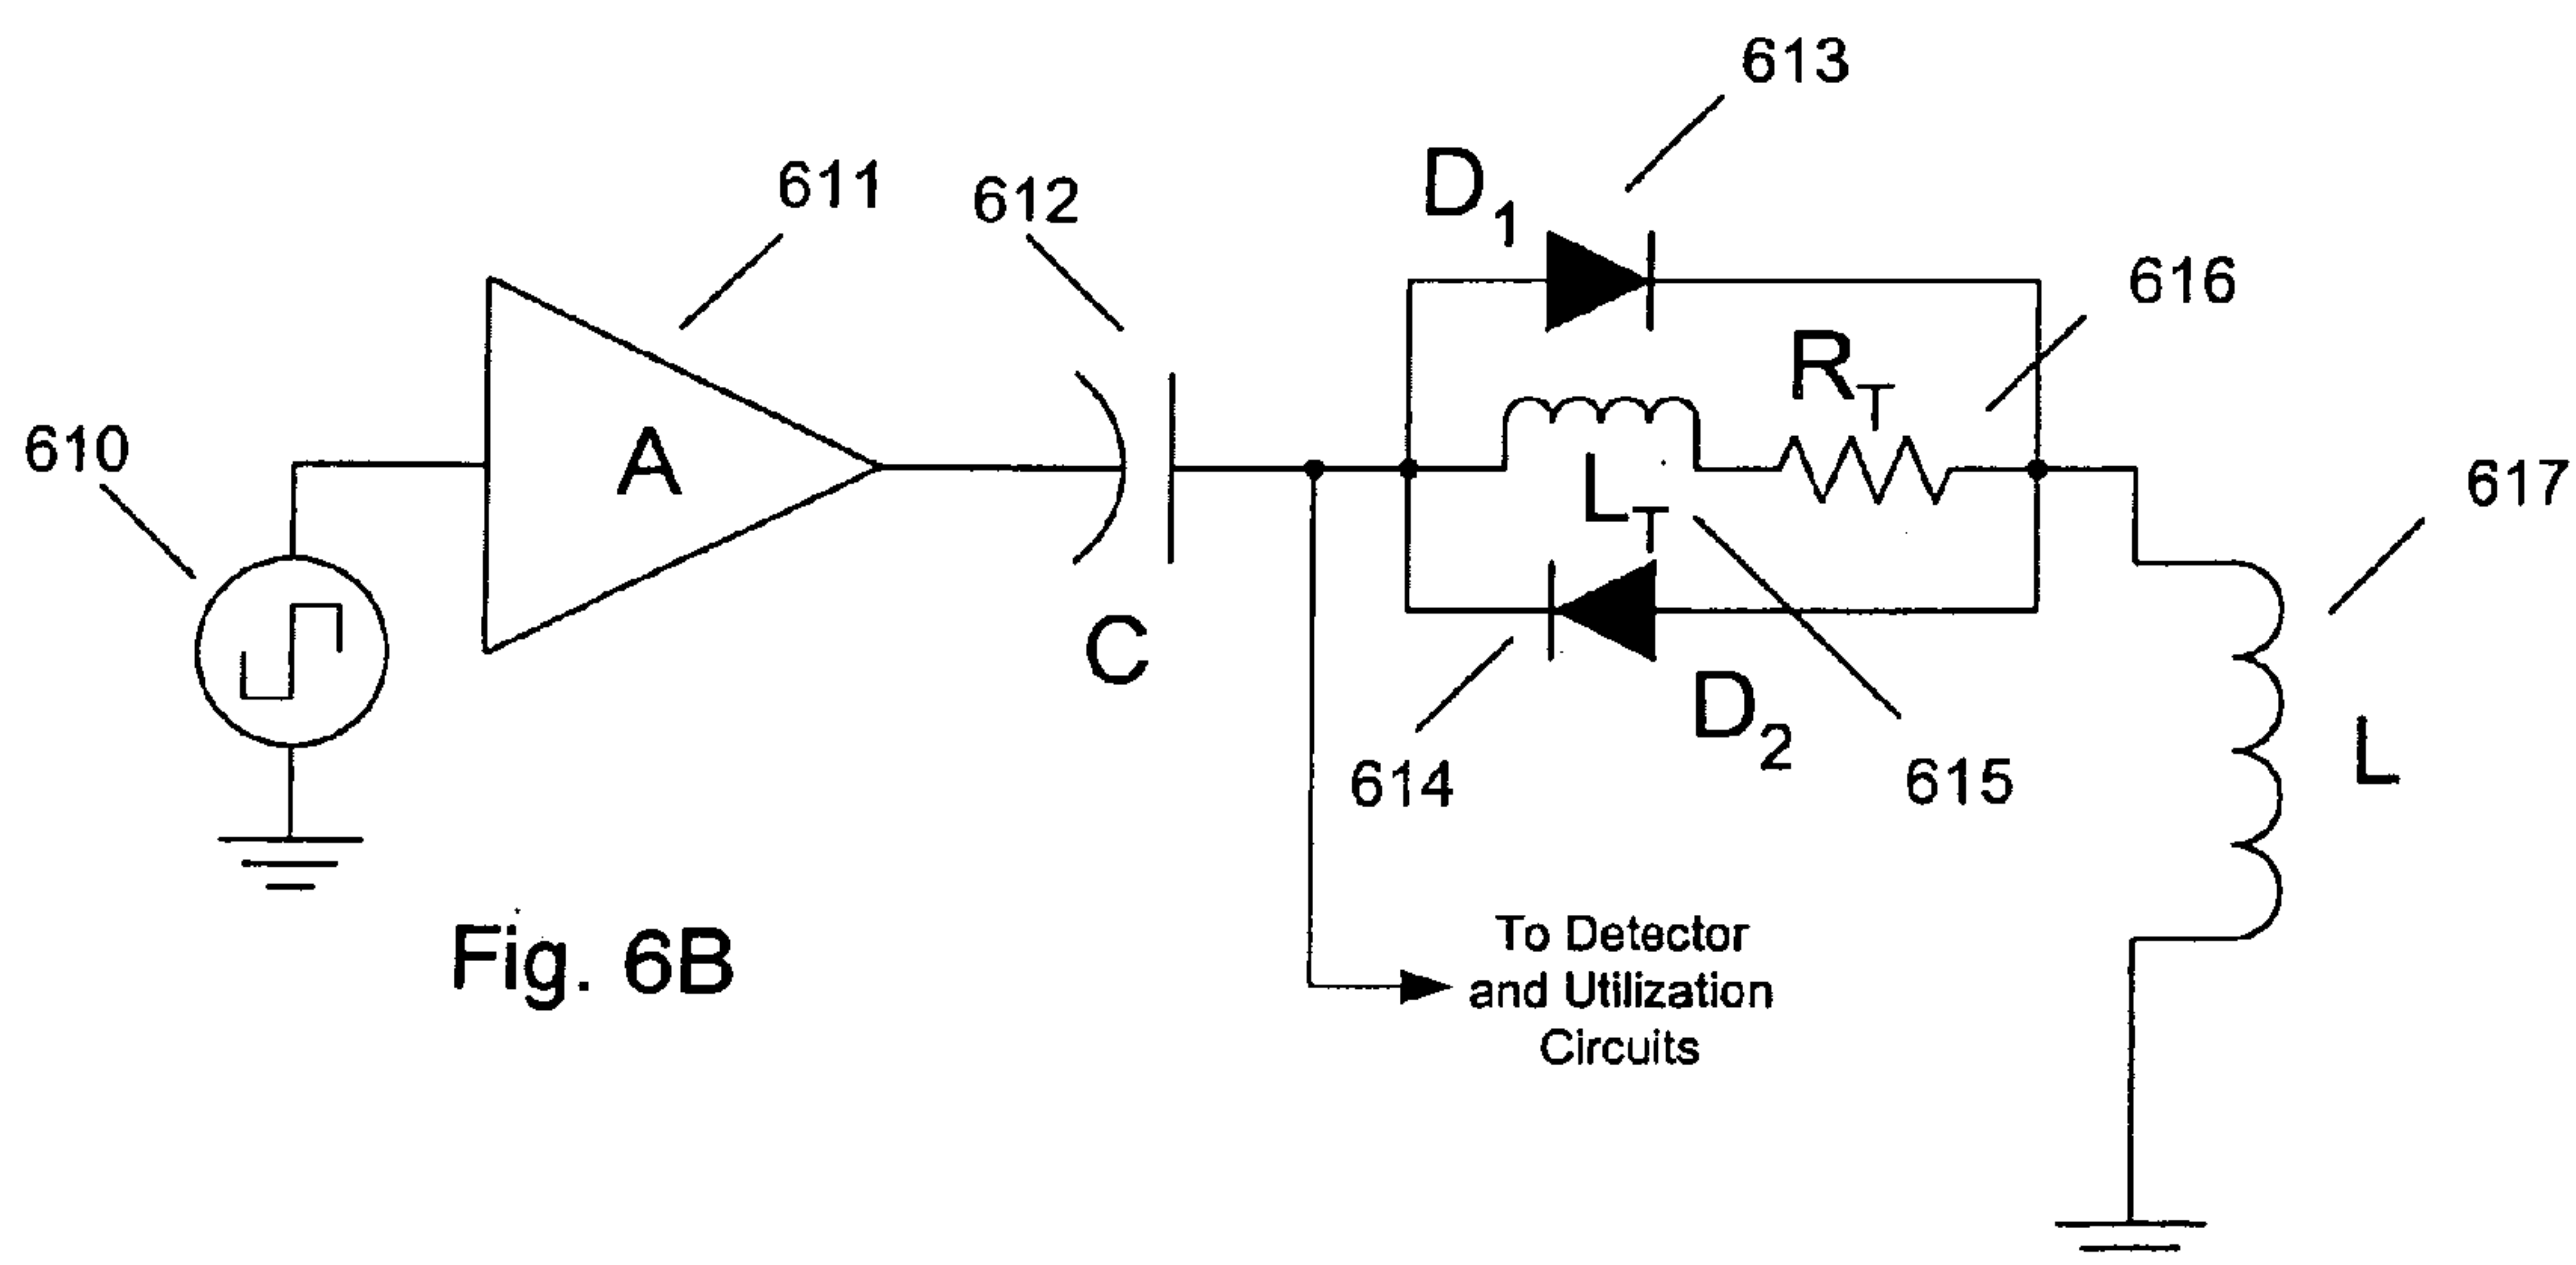 613
611
612
D1
616
RT
610
A
617
LT
C
D2
L
614
615
To Detector
and Utilization
Circuits
Fig. 6B